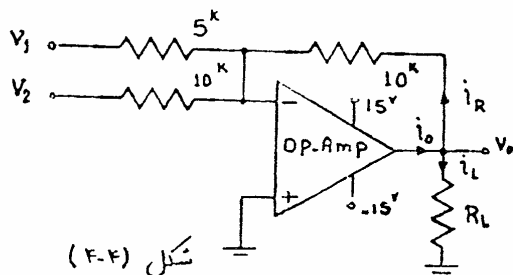 5K
V1
10K
10K
V2
-
15v
iR
Op-Amp
io
Vo
iL
+
-15v
RL
شکل (۴-۴)